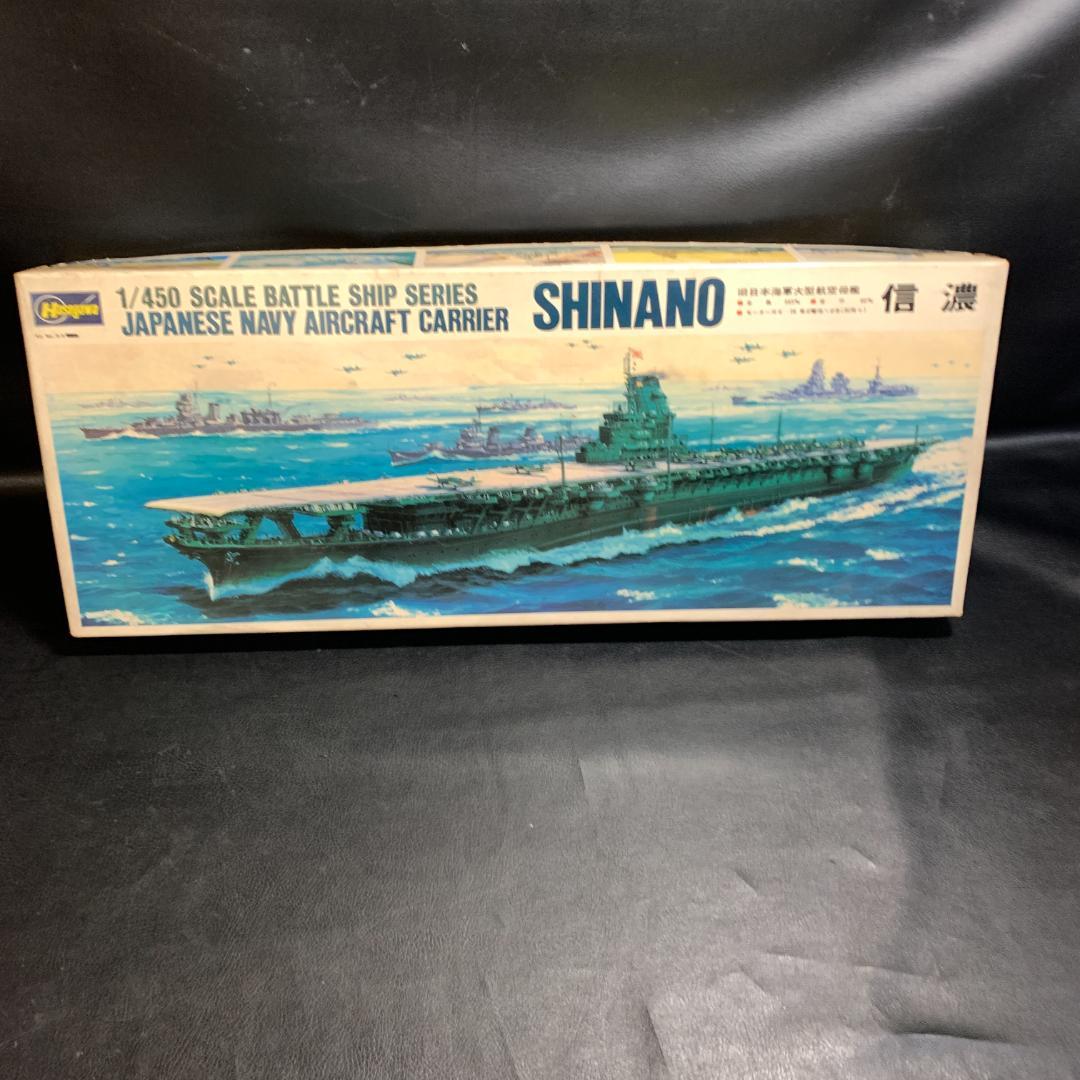 Hasegawa
1/450 SCALE BATTLE SHIP SERIES
JAPANESE NAVY AIRCRAFT CARRIER
SHINANO
旧日本海軍大型航空母艦
信濃